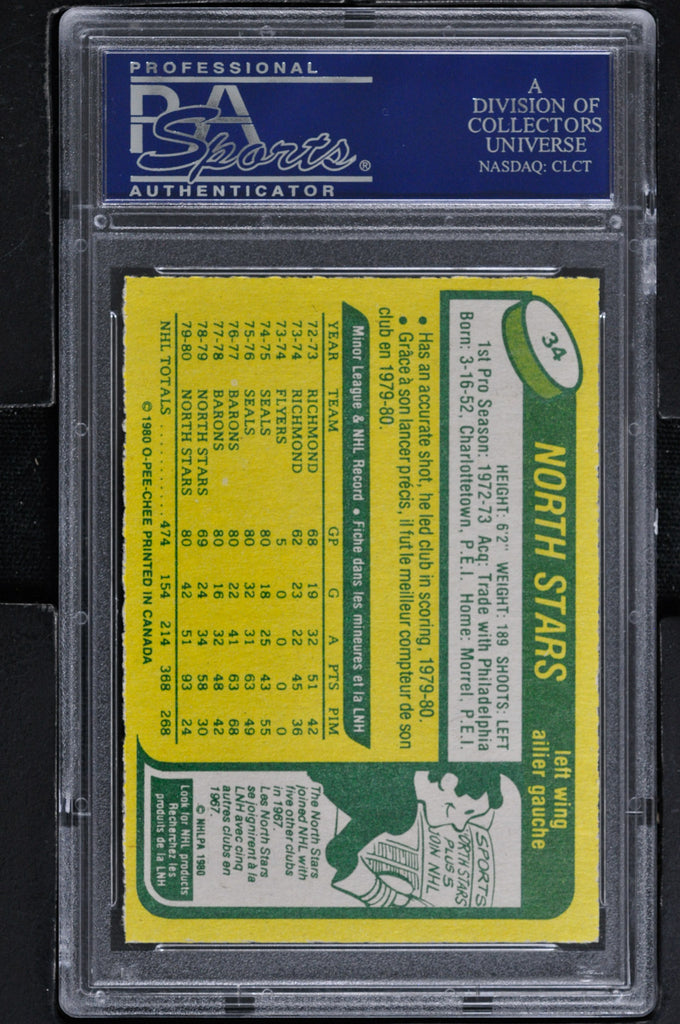 PROFESSIONAL
PSA
Sports®
AUTHENTICATOR
A
DIVISION OF
COLLECTORS
UNIVERSE
NASDAQ: CLCT
34
NORTH STARS
left wing
ailier gauche
HEIGHT: 6'2" WEIGHT: 189 SHOOTS: LEFT
1st Pro Season: 1972-73 Acq: Trade with Philadelphia
Born: 3-16-52, Charlottetown, P.E.I. Home: Morrel, P.E.I.
• Has an accurate shot, he led club in scoring, 1979-80.
• Grâce à son lancer précis, il fut le meilleur compteur de son
club en 1979-80.
Minor League & NHL Record • Fiche dans les mineures et la LNH
YEAR TEAM GP G A PTS PIM
72-73 RICHMOND 68 19 32 51 42
73-74 RICHMOND 62 23 22 45 36
73-74 FLYERS 5 0 0 0 0
74-75 SEALS 80 18 25 43 55
75-76 SEALS 80 32 31 63 49
76-77 BARONS 80 22 41 63 68
77-78 BARONS 80 16 32 48 42
78-79 NORTH STARS 69 24 34 58 30
79-80 NORTH STARS 80 42 51 93 24
NHL TOTALS . . . . . . . . . . . 474 154 214 368 268
© 1980 O-PEE-CHEE PRINTED IN CANADA
SPORTS
NORTH STARS
PLUS 5
JOIN NHL
The North Stars
joined NHL with
five other clubs
in 1967.
Les North Stars
se joignirent à la
LNH avec cinq
autres clubs en
1967.
© NHLPA 1980
Look for NHL products
Recherchez les
produits de la LNH